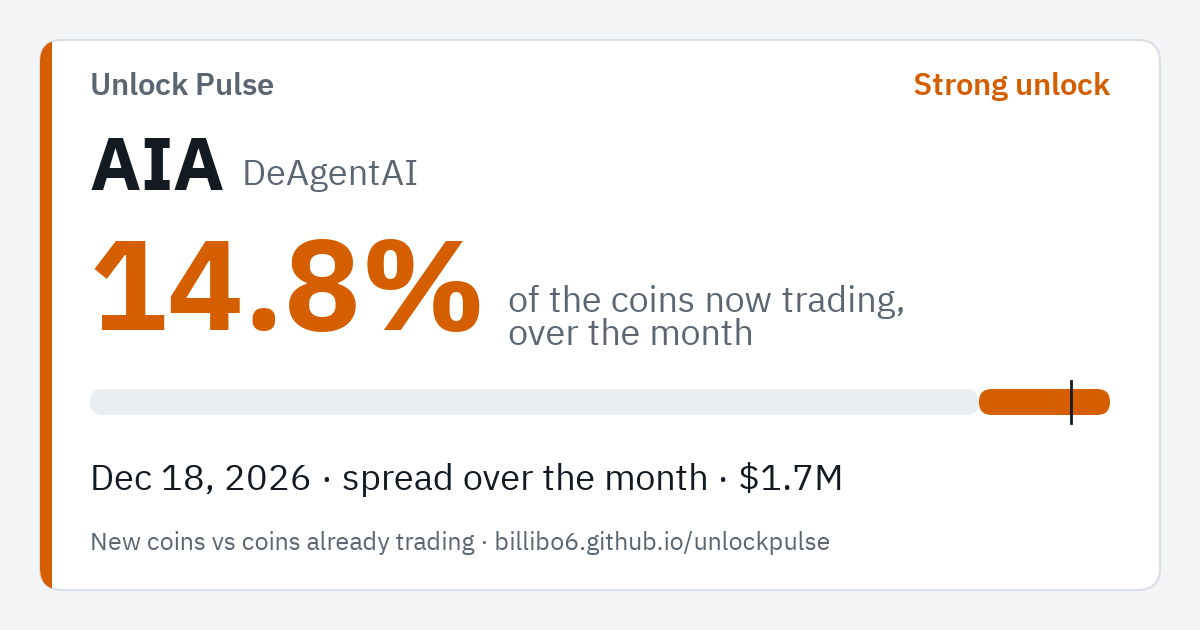 Unlock Pulse
Strong unlock
AIA DeAgentAI
14.8% of the coins now trading,
over the month
Dec 18, 2026 · spread over the month · $1.7M
New coins vs coins already trading · billibo6.github.io/unlockpulse